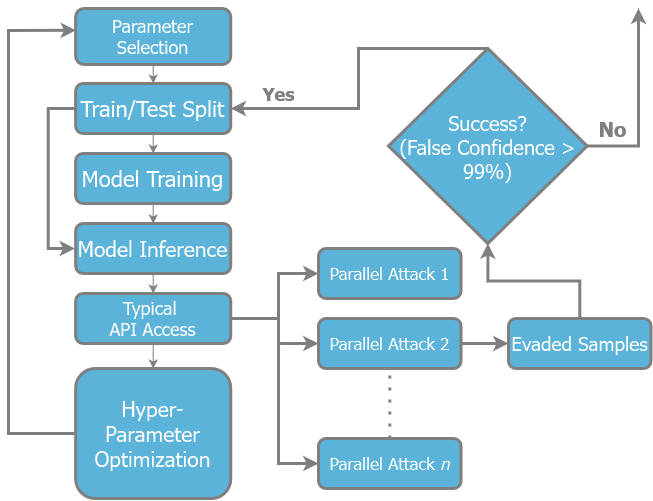 Parameter
Selection
Train/Test Split
Model Training
Model Inference
Typical
API Access
Hyper-
Parameter
Optimization
Parallel Attack 1
Parallel Attack 2
Parallel Attack n
Evaded Samples
Success?
(False Confidence >
99%)
Yes
No